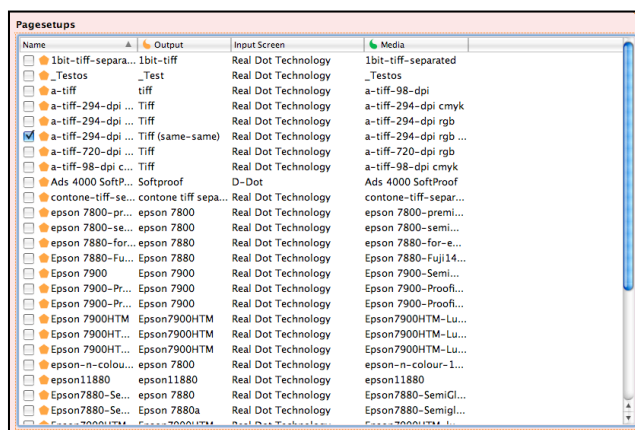 Pagesetups
Name Output Input Screen Media
1bit-tiff-separa... 1bit-tiff Real Dot Technology 1bit-tiff-separated
_Testos _Test Real Dot Technology _Testos
a-tiff tiff Real Dot Technology a-tiff-98-dpi
a-tiff-294-dpi ... Tiff Real Dot Technology a-tiff-294-dpi cmyk
a-tiff-294-dpi ... Tiff Real Dot Technology a-tiff-294-dpi rgb
a-tiff-294-dpi ... Tiff (same-same) Real Dot Technology a-tiff-294-dpi rgb ...
a-tiff-720-dpi ... Tiff Real Dot Technology a-tiff-720-dpi rgb
a-tiff-98-dpi c... Tiff Real Dot Technology a-tiff-98-dpi cmyk
Ads 4000 SoftP... Softproof D-Dot Ads 4000 SoftProof
contone-tiff-se... contone tiff sepa... Real Dot Technology contone-tiff-separ...
epson 7800-pr... epson 7800 Real Dot Technology epson 7800-premi...
epson 7800-se... epson 7800 Real Dot Technology epson 7800-semi...
epson 7880-for... epson 7880 Real Dot Technology epson 7880-for-e...
Epson 7880-Fu... Epson 7880 Real Dot Technology Epson 7880-Fuji14...
Epson 7900 Epson 7900 Real Dot Technology Epson 7900-Semi...
Epson 7900-Pr... Epson 7900 Real Dot Technology Epson 7900-Proofi...
Epson 7900-Pr... Epson 7900 Real Dot Technology Epson 7900-Proofi...
Epson 7900HTM Epson7900HTM Real Dot Technology Epson7900HTM-Lu...
Epson 7900HT... Epson7900HTM Real Dot Technology Epson7900HTM-Lu...
Epson 7900HT... Epson7900HTM Real Dot Technology Epson7900HTM-Lu...
epson-n-colou... epson 7800 Real Dot Technology epson-n-colour-1...
epson11880 epson11880 Real Dot Technology epson11880
Epson7880-Se... epson 7880 Real Dot Technology Epson7880-SemiGl...
Epson7880-Se... Epson 7880a Real Dot Technology Epson7880-Semigl...
Epson7900HTM Epson7900HTM Real Dot Technology Epson7900HTM-Lu...